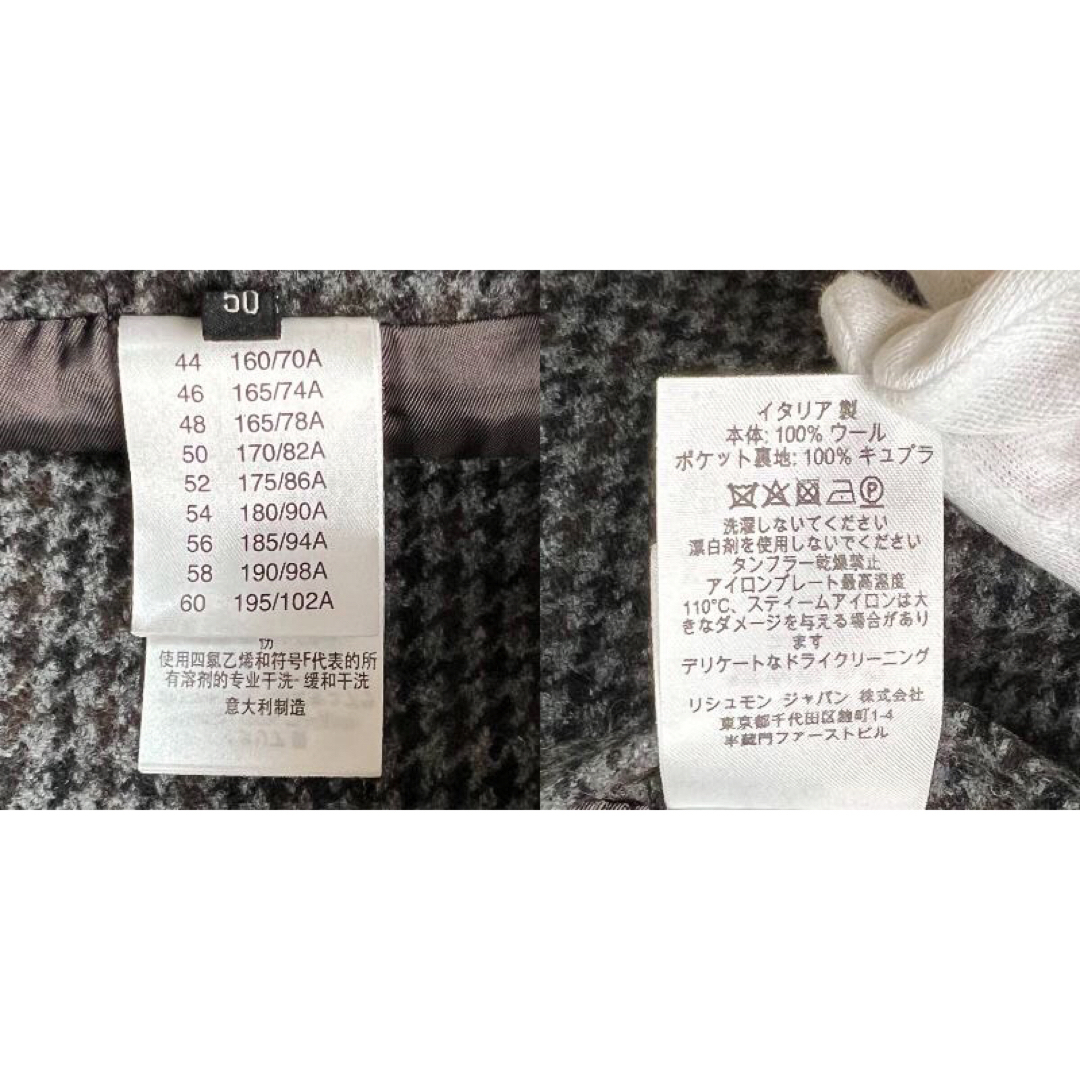 50
44 160/70A
46 165/74A
48 165/78A
50 170/82A
52 175/86A
54 180/90A
56 185/94A
58 190/98A
60 195/102A
使用四氯乙烯和符号F代表的所
有溶剂的专业干洗-缓和干洗
意大利制造
イタリア製
本体: 100% ウール
ポケット裏地: 100% キュプラ
P
洗濯しないてください
漂白剤を使用しないでください
タンブラー乾燥禁止
アイロンプレート最高温度
110°C、スティームアイロンは大
きなダメージを与える場合があり
ます
デリケートなドライクリーニング
リシュモン ジャパン 株式会社
東京都千代田区麹町1-4
半蔵門ファーストビル